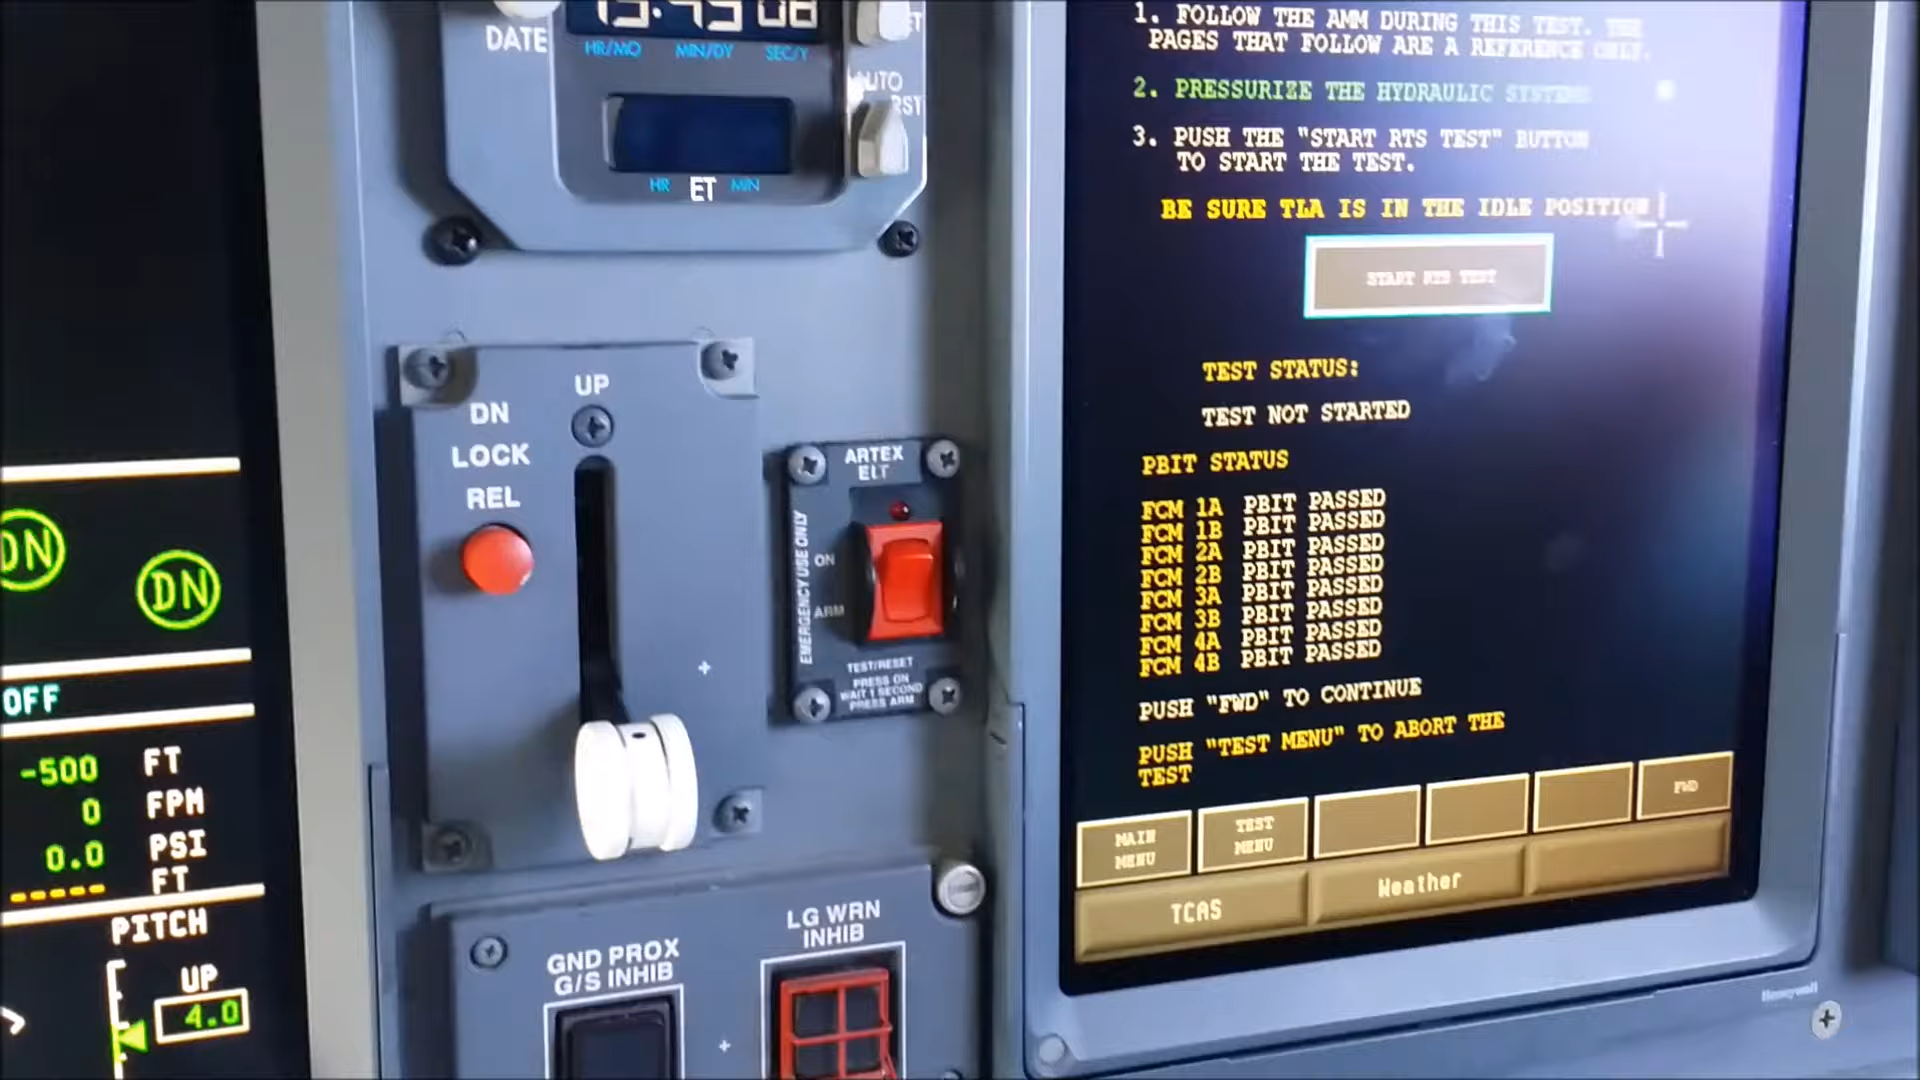 DATE
HR/MO MIN/DY SEC/Y
AUTO
RST
HR ET MIN
UP
DN
LOCK
REL
ARTEX
ELT
EMERGENCY USE ONLY
ON
ARM
TEST/RESET
PRESS ON
WAIT 1 SECOND
PRESS ARM
DN
DN
OFF
-500 FT
0 FPM
0.0 PSI
----- FT
PITCH
UP
4.0
GND PROX
G/S INHIB
LG WRN
INHIB
1. FOLLOW THE AMM DURING THIS TEST. THE
PAGES THAT FOLLOW ARE A REFERENCE ONLY.
2. PRESSURIZE THE HYDRAULIC SYSTEMS
3. PUSH THE "START RTS TEST" BUTTON
TO START THE TEST.
BE SURE TLA IS IN THE IDLE POSITION
START RTS TEST
TEST STATUS:
TEST NOT STARTED
PBIT STATUS
FCM 1A PBIT PASSED
FCM 1B PBIT PASSED
FCM 2A PBIT PASSED
FCM 2B PBIT PASSED
FCM 3A PBIT PASSED
FCM 3B PBIT PASSED
FCM 4A PBIT PASSED
FCM 4B PBIT PASSED
PUSH "FWD" TO CONTINUE
PUSH "TEST MENU" TO ABORT THE
TEST
MAIN
MENU
TEST
MENU
FWD
TCAS
Weather
Honeywell